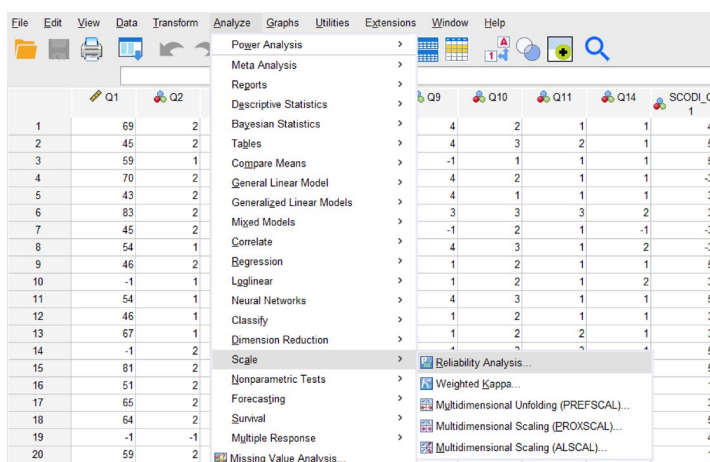 File Edit View Data Transform Analyze Graphs Utilities Extensions Window Help
Power Analysis
Meta Analysis
Reports
Descriptive Statistics
Bayesian Statistics
Tables
Compare Means
General Linear Model
Generalized Linear Models
Mixed Models
Correlate
Regression
Loglinear
Neural Networks
Classify
Dimension Reduction
Scale
Nonparametric Tests
Forecasting
Survival
Multiple Response
Missing Value Analysis...
Reliability Analysis...
Weighted Kappa...
Multidimensional Unfolding (PREFSCAL)...
Multidimensional Scaling (PROXSCAL)...
Multidimensional Scaling (ALSCAL)...
Q1 Q2 Q9 Q10 Q11 Q14 SCODI_
1
1 69 2 4 2 1 1
2 45 2 4 3 2 1
3 59 1 -1 1 1 1
4 70 2 4 2 1 1
5 43 2 4 1 1 1
6 83 2 3 3 3 2
7 45 2 -1 2 1 -1
8 54 1 4 3 1 2
9 46 2 1 2 1 1
10 -1 1 1 2 1 2
11 54 1 4 3 1 1
12 46 1 1 2 1 1
13 67 1 1 2 2 1
14 -1 2
15 81 2
16 51 2
17 65 2
18 64 2
19 -1 -1
20 59 2